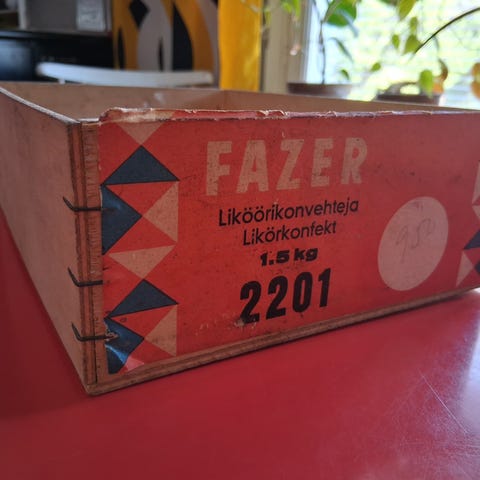 FAZER
Liköörikonvehteja
Likörkonfekt
1.5 kg
2201